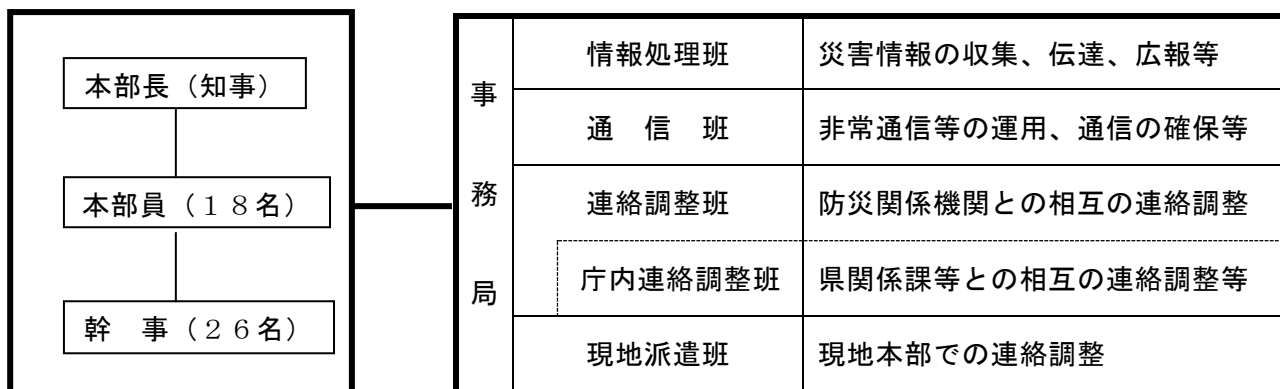 本部長（知事）
本部員（１８名）
幹　事（２６名）
事務局
情報処理班　災害情報の収集、伝達、広報等
通　信　班　非常通信等の運用、通信の確保等
連絡調整班　防災関係機関との相互の連絡調整
庁内連絡調整班　県関係課等との相互の連絡調整等
現地派遣班　現地本部での連絡調整